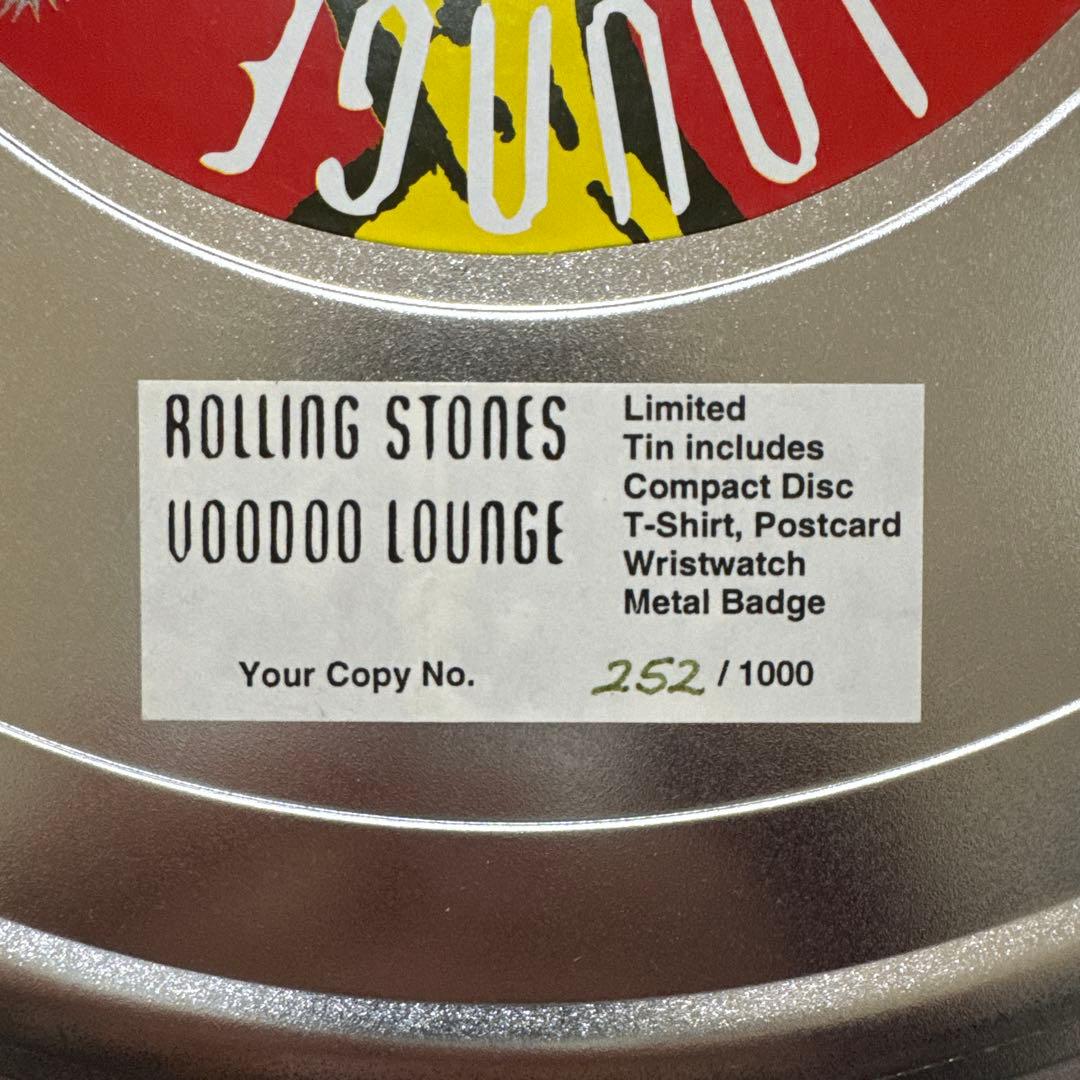 LOUNGE
ROLLING STONES
VOODOO LOUNGE
Limited
Tin includes
Compact Disc
T-Shirt, Postcard
Wristwatch
Metal Badge
Your Copy No. 252 / 1000